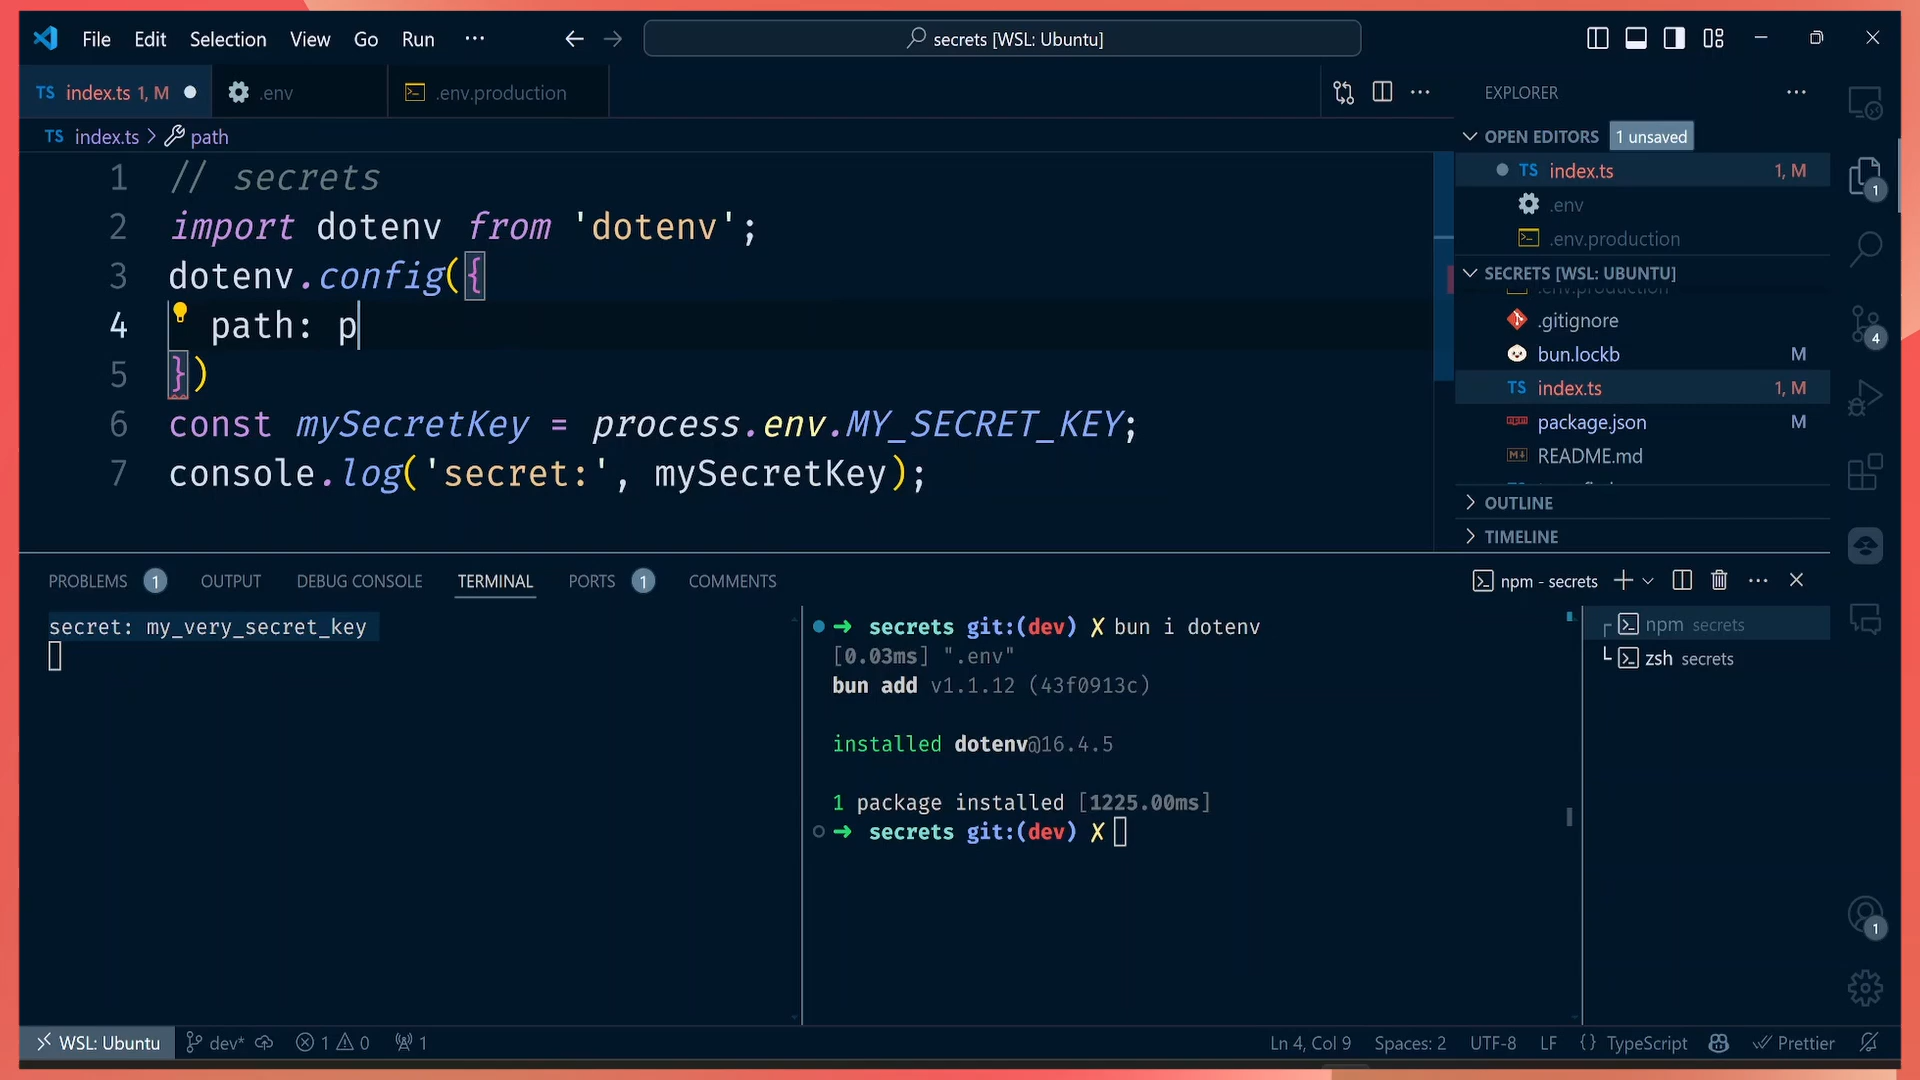 File Edit Selection View Go Run ··· secrets [WSL: Ubuntu]
TS index.ts 1, M .env .env.production
TS index.ts path
1 // secrets
2 import dotenv from 'dotenv';
3 dotenv.config({
4 path: p
5 })
6 const mySecretKey = process.env.MY_SECRET_KEY;
7 console.log('secret:', mySecretKey);
EXPLORER
OPEN EDITORS 1 unsaved
TS index.ts 1, M
.env
.env.production
SECRETS [WSL: UBUNTU]
.env.production
.gitignore
bun.lockb M
TS index.ts 1, M
package.json M
README.md
OUTLINE
TIMELINE
1
4
1
PROBLEMS 1 OUTPUT DEBUG CONSOLE TERMINAL PORTS 1 COMMENTS npm - secrets
secret: my_very_secret_key
➜ secrets git:(dev) ✗ bun i dotenv
[0.03ms] ".env"
bun add v1.1.12 (43f0913c)
installed dotenv@16.4.5
1 package installed [1225.00ms]
➜ secrets git:(dev) ✗
npm secrets
zsh secrets
WSL: Ubuntu dev* 1 0 1 Ln 4, Col 9 Spaces: 2 UTF-8 LF {} TypeScript Prettier